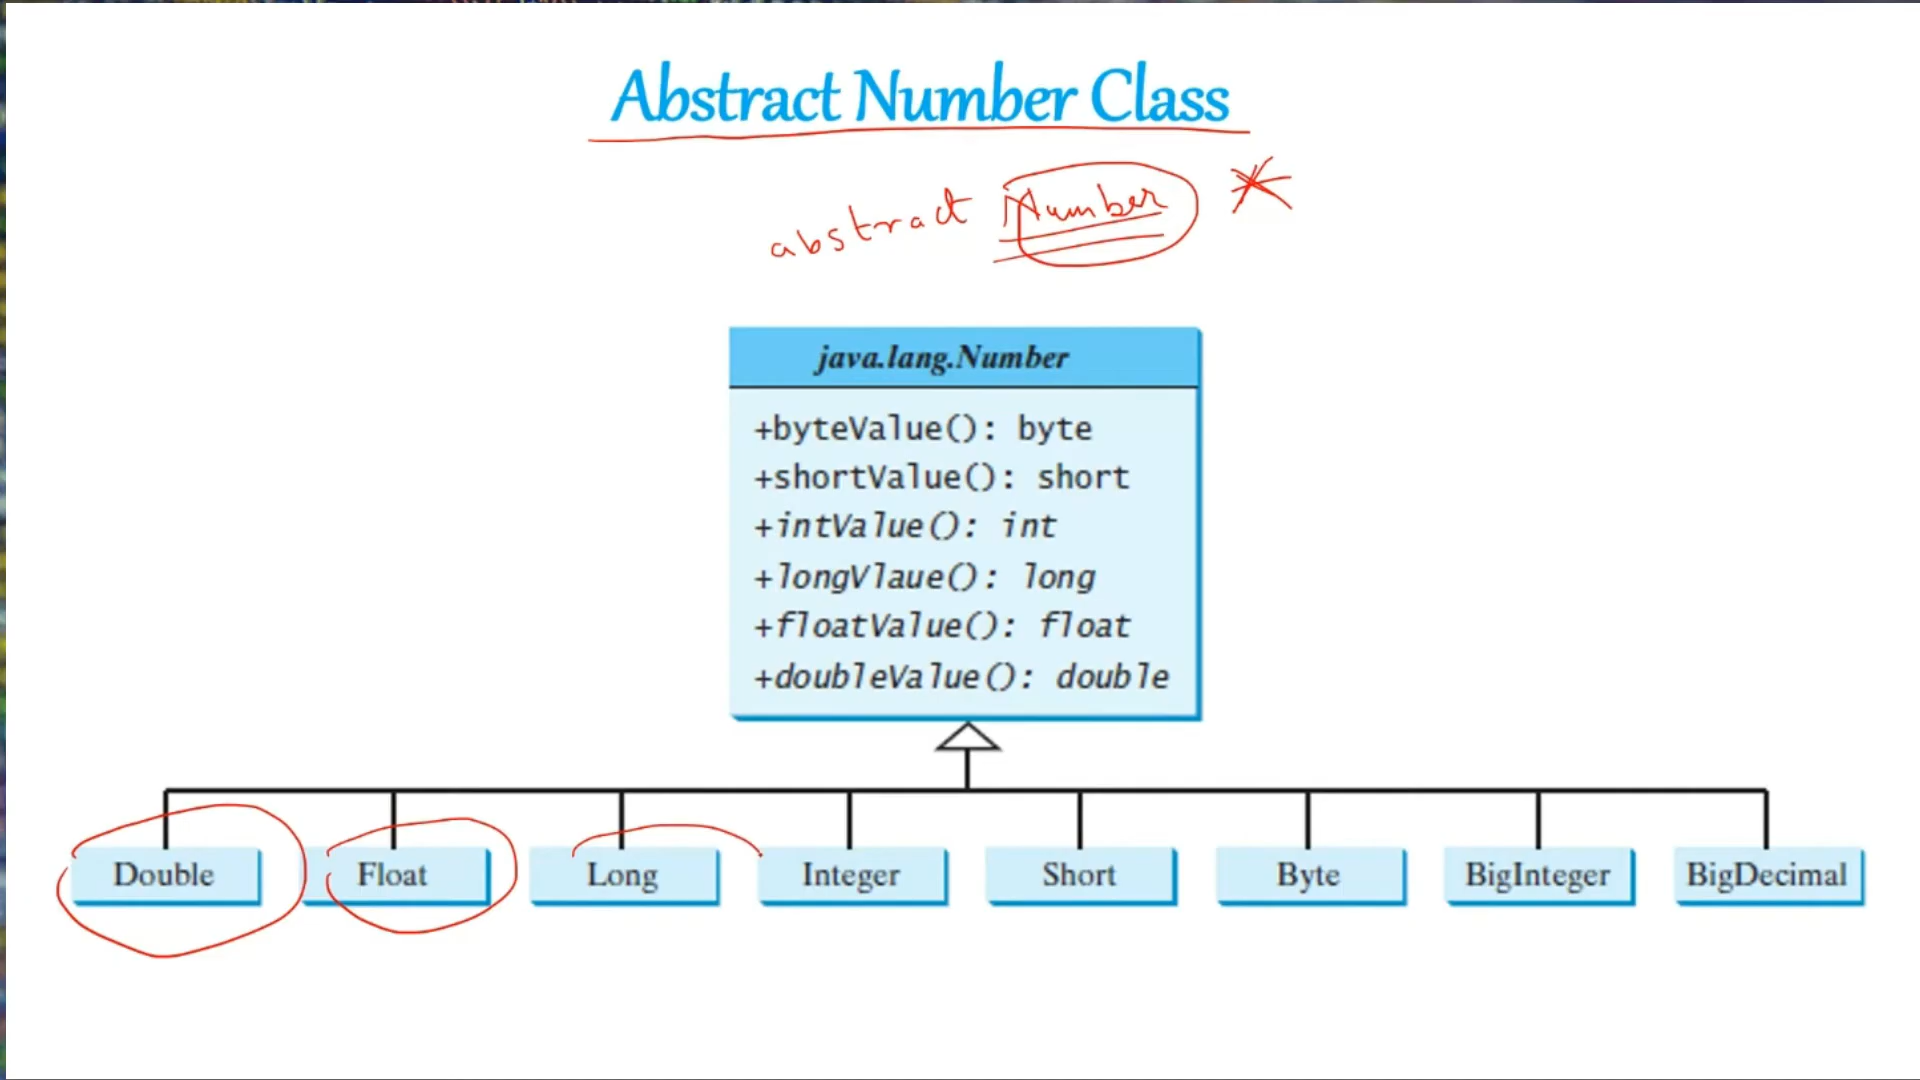 Abstract Number Class
abstract Number
java.lang.Number
+byteValue(): byte
+shortValue(): short
+intValue(): int
+longVlaue(): long
+floatValue(): float
+doubleValue(): double
Double Float Long Integer Short Byte BigInteger BigDecimal